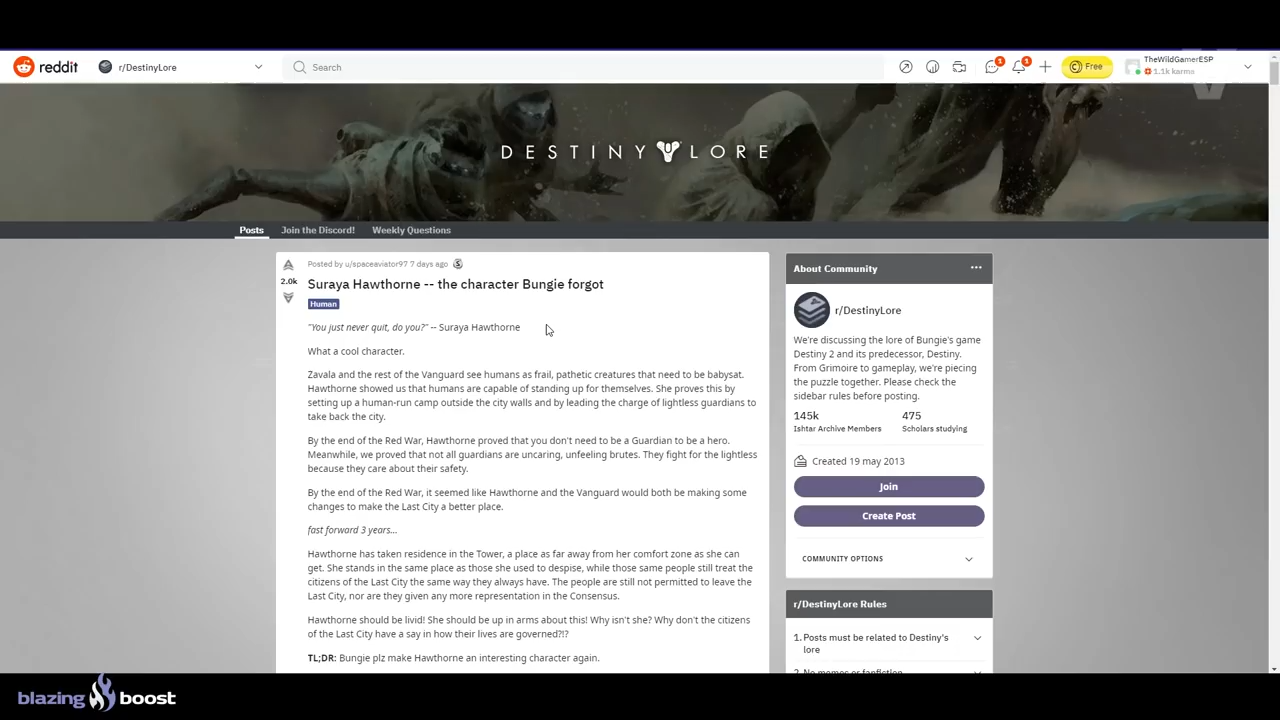 reddit r/DestinyLore Search 1 1 Free TheWildGamerESP
1.1k karma
DESTINY LORE
Posts Join the Discord! Weekly Questions
Posted by u/spaceaviator97 7 days ago S
2.0k
Suraya Hawthorne -- the character Bungie forgot
Human
"You just never quit, do you?" -- Suraya Hawthorne
What a cool character.
Zavala and the rest of the Vanguard see humans as frail, pathetic creatures that need to be babysat.
Hawthorne showed us that humans are capable of standing up for themselves. She proves this by
setting up a human-run camp outside the city walls and by leading the charge of lightless guardians to
take back the city.
By the end of the Red War, Hawthorne proved that you don't need to be a Guardian to be a hero.
Meanwhile, we proved that not all guardians are uncaring, unfeeling brutes. They fight for the lightless
because they care about their safety.
By the end of the Red War, it seemed like Hawthorne and the Vanguard would both be making some
changes to make the Last City a better place.
fast forward 3 years...
Hawthorne has taken residence in the Tower, a place as far away from her comfort zone as she can
get. She stands in the same place as those she used to despise, while those same people still treat the
citizens of the Last City the same way they always have. The people are still not permitted to leave the
Last City, nor are they given any more representation in the Consensus.
Hawthorne should be livid! She should be up in arms about this! Why isn't she? Why don't the citizens
of the Last City have a say in how their lives are governed?!?
TL;DR: Bungie plz make Hawthorne an interesting character again.
About Community
r/DestinyLore
We're discussing the lore of Bungie's game
Destiny 2 and its predecessor, Destiny.
From Grimoire to gameplay, we're piecing
the puzzle together. Please check the
sidebar rules before posting.
145k 475
Ishtar Archive Members Scholars studying
Created 19 may 2013
Join
Create Post
COMMUNITY OPTIONS
r/DestinyLore Rules
1. Posts must be related to Destiny's
lore
2. No memes or fanfiction
blazing boost